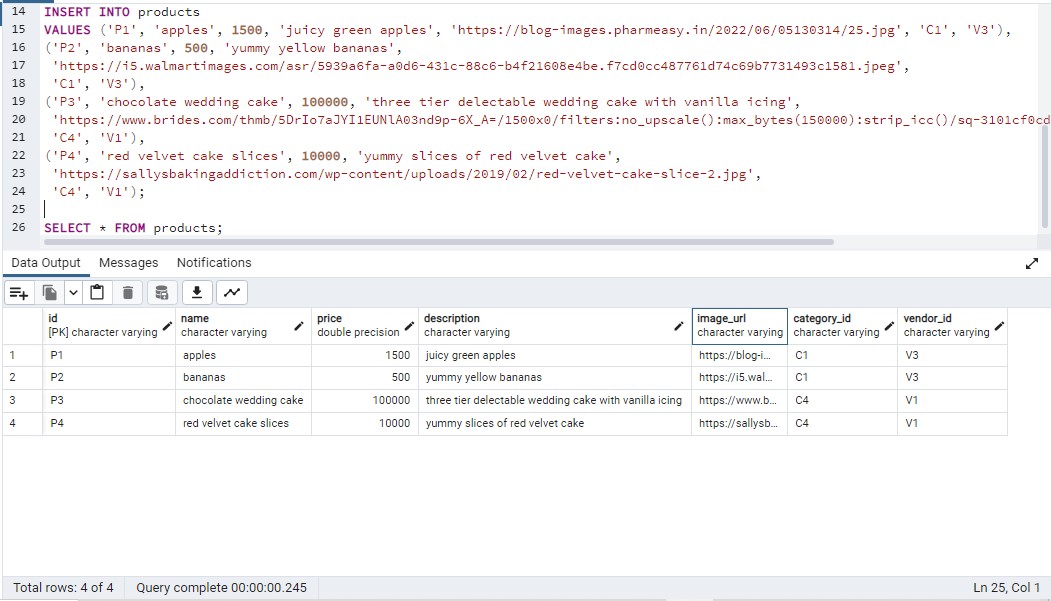 14 INSERT INTO products
15 VALUES ('P1', 'apples', 1500, 'juicy green apples', 'https://blog-images.pharmeasy.in/2022/06/05130314/25.jpg', 'C1', 'V3'),
16 ('P2', 'bananas', 500, 'yummy yellow bananas',
17 'https://i5.walmartimages.com/asr/5939a6fa-a0d6-431c-88c6-b4f21608e4be.f7cd0cc487761d74c69b7731493c1581.jpeg',
18 'C1', 'V3'),
19 ('P3', 'chocolate wedding cake', 100000, 'three tier delectable wedding cake with vanilla icing',
20 'https://www.brides.com/thmb/5DrIo7aJYI1EUNlA03nd9p-6X_A=/1500x0/filters:no_upscale():max_bytes(150000):strip_icc()/sq-3101cf0cd
21 'C4', 'V1'),
22 ('P4', 'red velvet cake slices', 10000, 'yummy slices of red velvet cake',
23 'https://sallysbakingaddiction.com/wp-content/uploads/2019/02/red-velvet-cake-slice-2.jpg',
24 'C4', 'V1');
25
26 SELECT * FROM products;
Data Output Messages Notifications
id name price description image_url category_id vendor_id
[PK] character varying character varying double precision character varying character varying character varying character varying
1 P1 apples 1500 juicy green apples https://blog-i... C1 V3
2 P2 bananas 500 yummy yellow bananas https://i5.wal... C1 V3
3 P3 chocolate wedding cake 100000 three tier delectable wedding cake with vanilla icing https://www.b... C4 V1
4 P4 red velvet cake slices 10000 yummy slices of red velvet cake https://sallysb... C4 V1
Total rows: 4 of 4 Query complete 00:00:00.245 Ln 25, Col 1